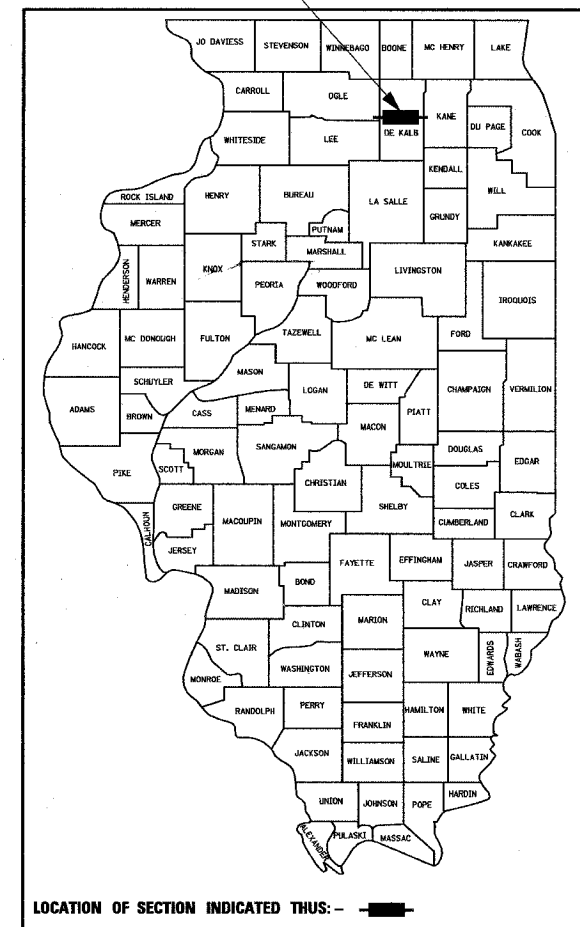 JO DAVIESS STEVENSON WINNEBAGO BOONE MC HENRY LAKE
CARROLL OGLE KANE
DE KALB DU PAGE COOK
WHITESIDE LEE
KENDALL
ROCK ISLAND HENRY BUREAU LA SALLE WILL
MERCER PUTNAM GRUNDY
STARK MARSHALL KANKAKEE
HENDERSON WARREN KNOX PEORIA WOODFORD LIVINGSTON
IROQUOIS
HANCOCK MC DONOUGH FULTON TAZEWELL MC LEAN FORD
MASON
SCHUYLER LOGAN DE WITT CHAMPAIGN VERMILION
ADAMS BROWN CASS MENARD MACON PIATT
MORGAN SANGAMON DOUGLAS EDGAR
PIKE SCOTT CHRISTIAN MOULTRIE COLES
GREENE MACOUPIN MONTGOMERY SHELBY CUMBERLAND CLARK
CALHOUN JERSEY
FAYETTE EFFINGHAM JASPER CRAWFORD
MADISON BOND
CLAY RICHLAND LAWRENCE
CLINTON MARION
ST. CLAIR WAYNE EDWARDS WABASH
WASHINGTON JEFFERSON
MONROE
RANDOLPH PERRY HAMILTON WHITE
FRANKLIN
JACKSON WILLIAMSON SALINE GALLATIN
UNION JOHNSON POPE HARDIN
ALEXANDER PULASKI MASSAC
LOCATION OF SECTION INDICATED THUS: –